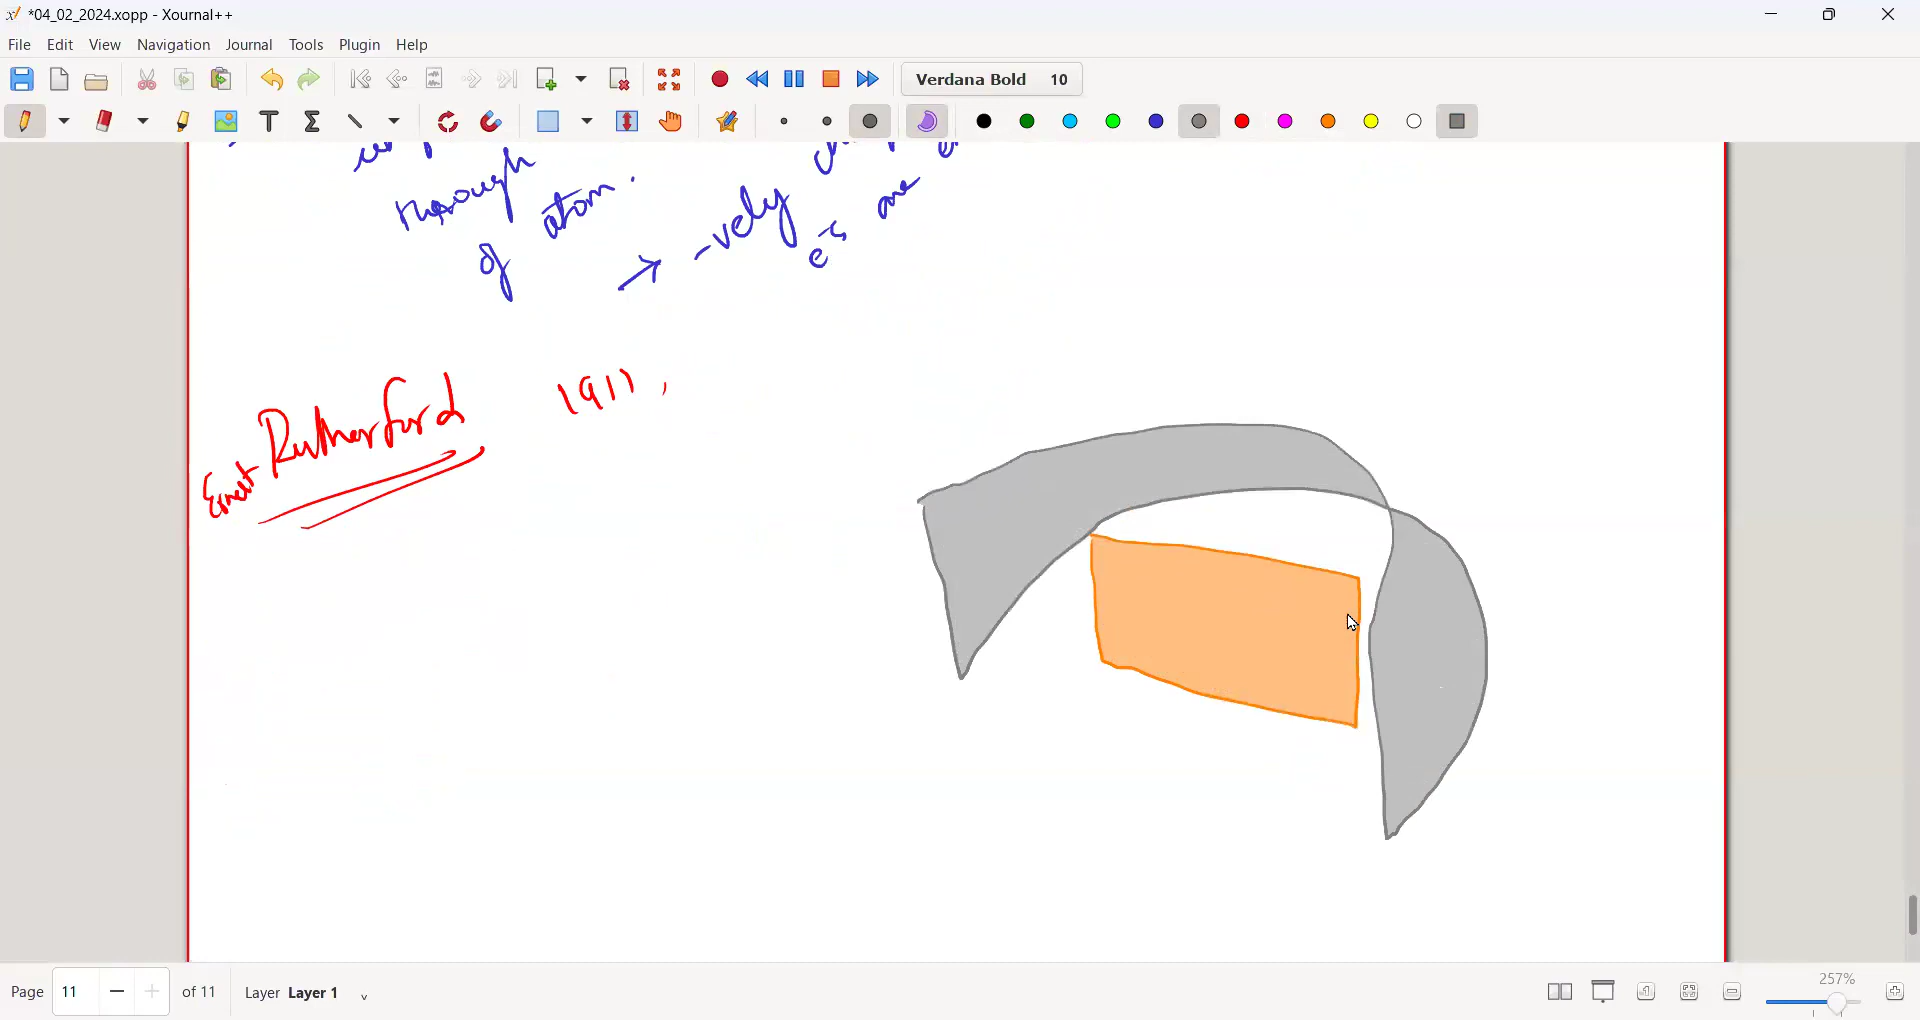 *04_02_2024.xopp - Xournal++
File Edit View Navigation Journal Tools Plugin Help
Verdana Bold 10
through
of atom.
→ -vely
e⁻s are
Ernest Rutherford 1911,
Page 11 of 11 Layer Layer 1
257%